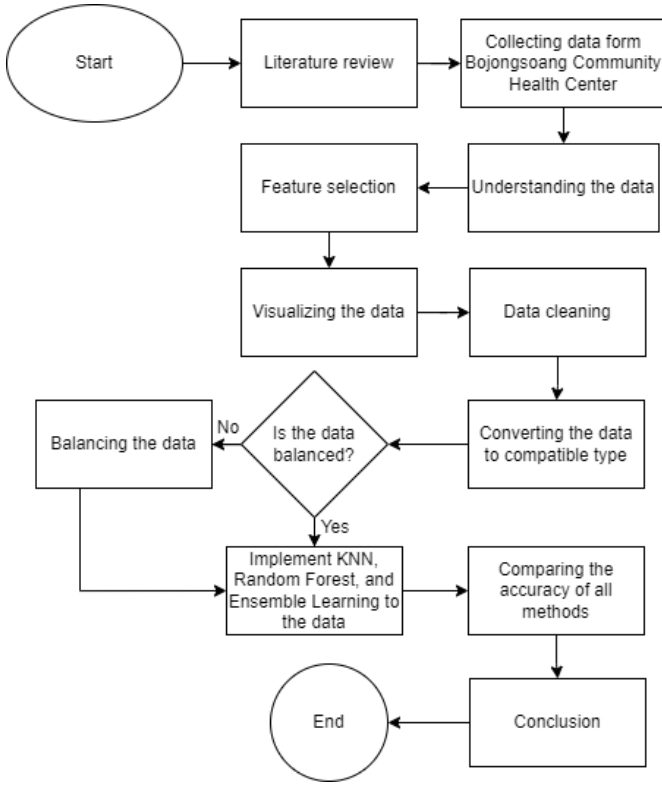 Start
Literature review
Collecting data form
Bojongsoang Community
Health Center
Feature selection
Understanding the data
Visualizing the data
Data cleaning
Balancing the data
No
Is the data
balanced?
Converting the data
to compatible type
Yes
Implement KNN,
Random Forest, and
Ensemble Learning to
the data
Comparing the
accuracy of all
methods
End
Conclusion